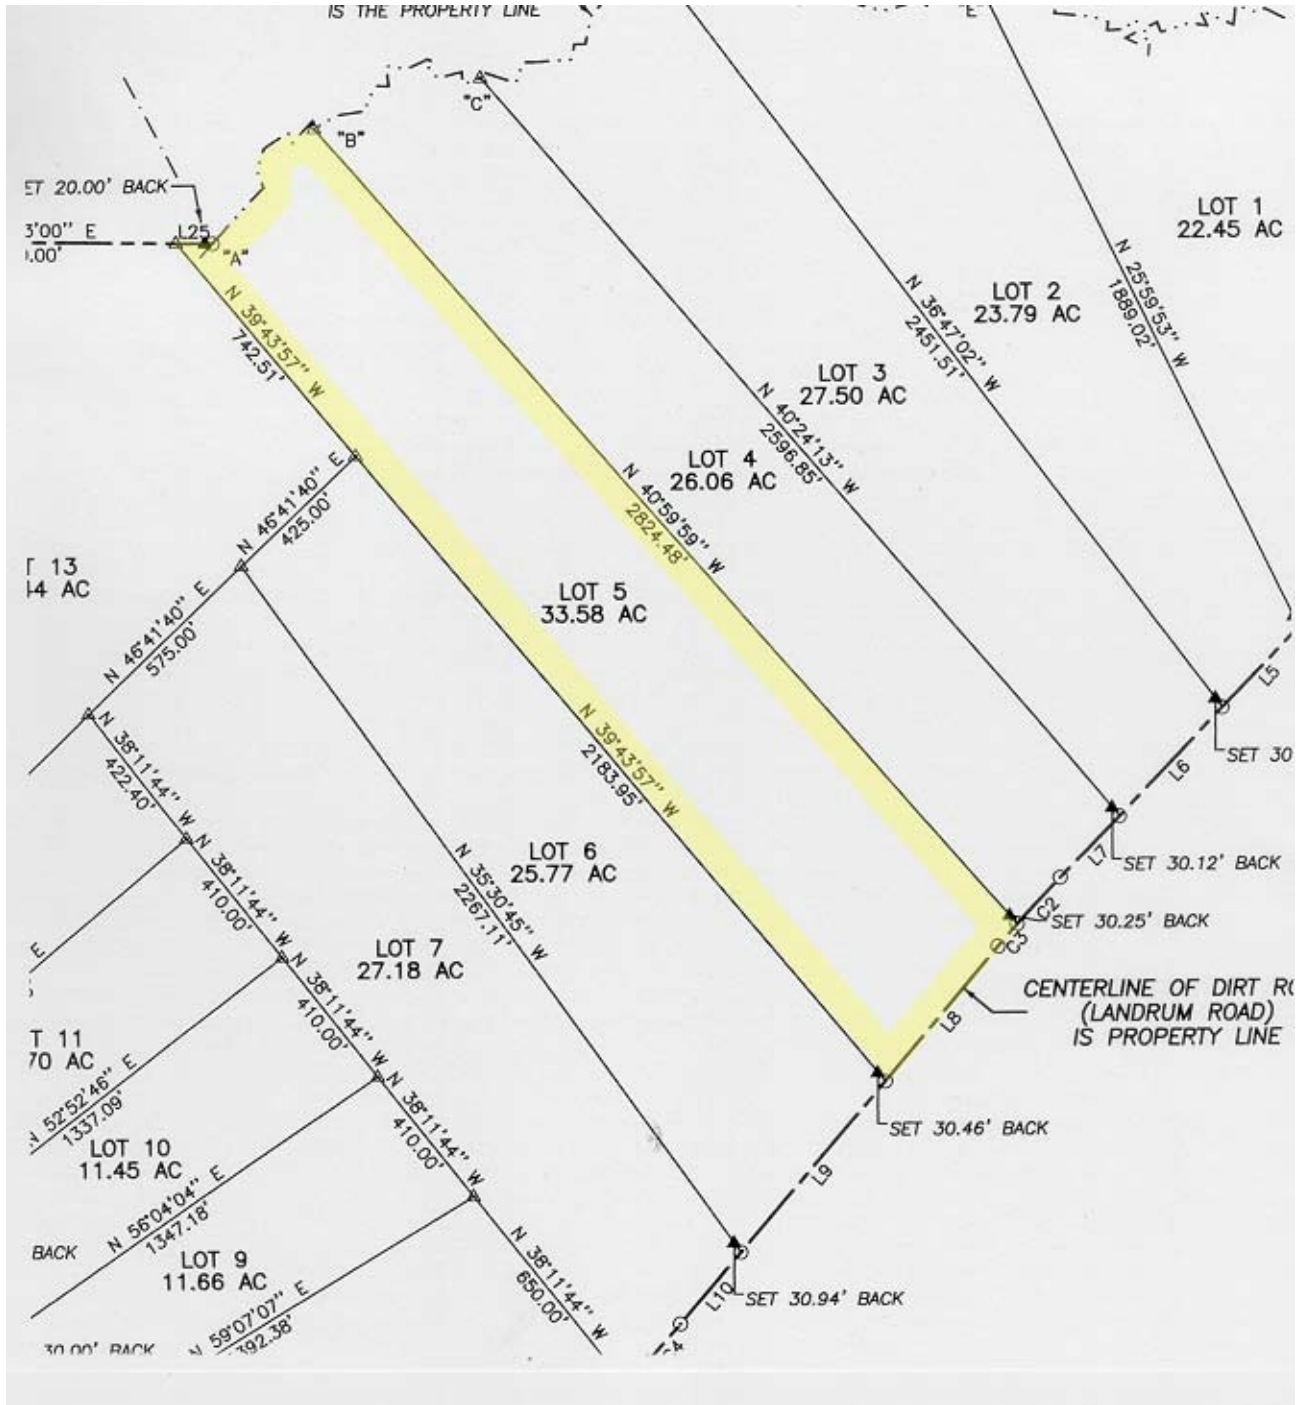 IS THE PROPERTY LINE
"E"
"C"
"B"
ET 20.00' BACK
L25
3'00" E
"A"
LOT 1
22.45 AC
N 25°59'53" W
1889.02'
LOT 2
23.79 AC
N 36°47'02" W
2451.51'
LOT 3
27.50 AC
N 40°24'13" W
2596.85'
LOT 4
26.06 AC
N 40°59'59" W
2824.48'
N 39°43'57" W
742.51'
N 46°41'40" E
425.00'
LOT 5
33.58 AC
T 13
14 AC
N 46°41'40" E
575.00'
L5
SET 30
L6
N 39°43'57" W
2183.95'
N 38°11'44" W
422.40'
L7
SET 30.12' BACK
LOT 6
25.77 AC
N 35°30'45" W
2267.11'
C2
SET 30.25' BACK
C3
N 38°11'44" W
410.00'
E
LOT 7
27.18 AC
CENTERLINE OF DIRT RO
(LANDRUM ROAD)
IS PROPERTY LINE
L8
N 38°11'44" W
410.00'
T 11
70 AC
N 52°52'46" E
1337.09'
SET 30.46' BACK
LOT 10
11.45 AC
N 38°11'44" W
410.00'
L9
N 56°04'04" E
1347.18'
BACK
LOT 9
11.66 AC
N 38°11'44" W
650.00'
L10
SET 30.94' BACK
N 59°07'07" E
392.38'
30.00' BACK